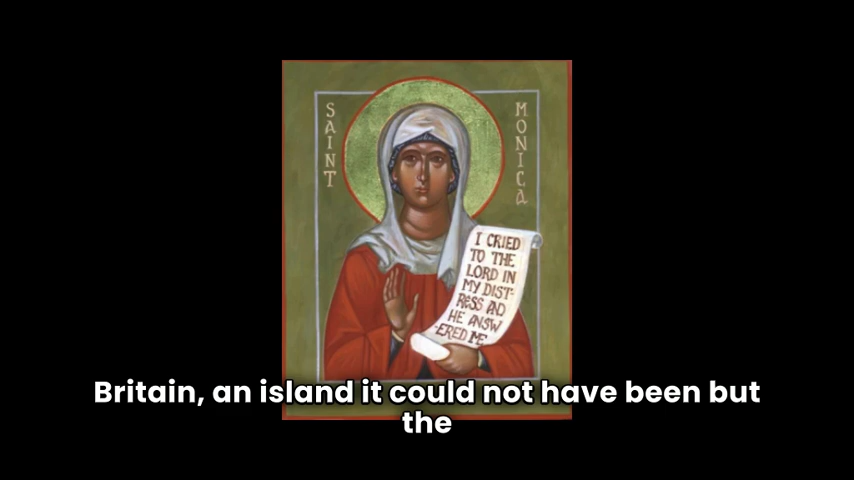 SAINT
MONICA
I CRIED
TO THE
LORD IN
MY DIST-
RESS AND
HE ANSW
-ERED ME
Britain, an island it could not have been but
the